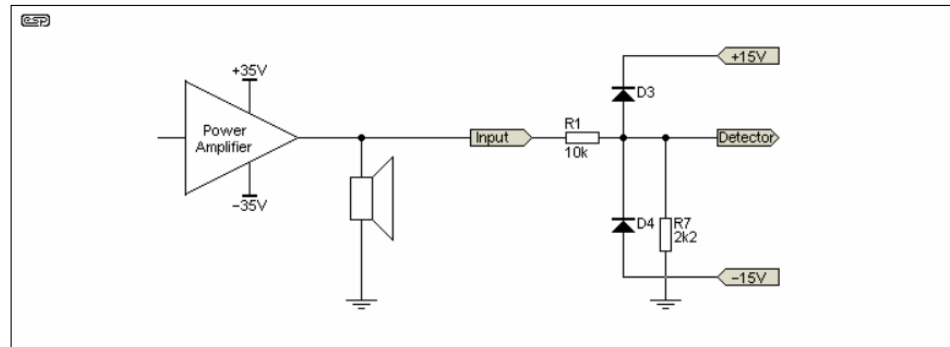 esp
+35V
Power
Amplifier
−35V
Input
R1
10k
D3
+15V
Detector
D4
R7
2k2
−15V